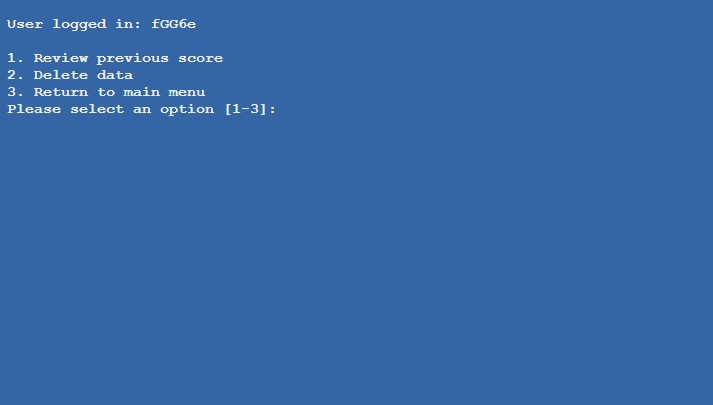 User logged in: fGG6e
1. Review previous score
2. Delete data
3. Return to main menu
Please select an option [1-3]: